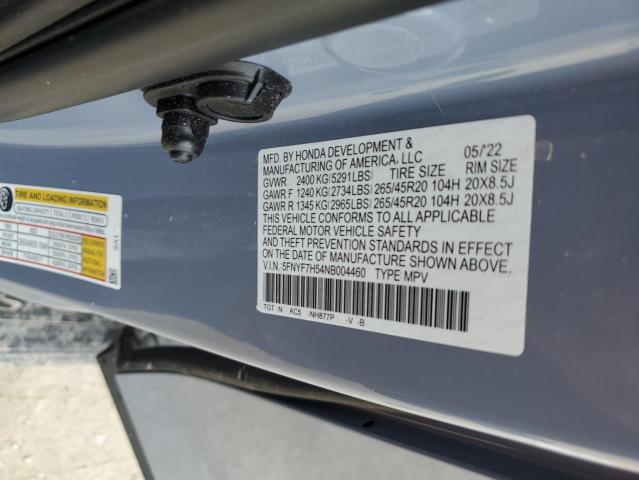 MFD. BY HONDA DEVELOPMENT & 05/'22
MANUFACTURING OF AMERICA, LLC
GVWR 2400 KG(5291LBS) TIRE SIZE RIM SIZE
GAWR F 1240 KG(2734LBS) 265/45R20 104H 20X8.5J
GAWR R 1345 KG(2965LBS) 265/45R20 104H 20X8.5J
THIS VEHICLE CONFORMS TO ALL APPLICABLE
FEDERAL MOTOR VEHICLE SAFETY
AND THEFT PREVENTION STANDARDS IN EFFECT
ON THE DATE OF MANUFACTURE SHOWN ABOVE.
V.I.N. 5FNYF7H54NB004460 TYPE MPV
TGT N AC5 -NH877P -V -B
TIRE AND LOADING INFORMATION
SEATING CAPACITY